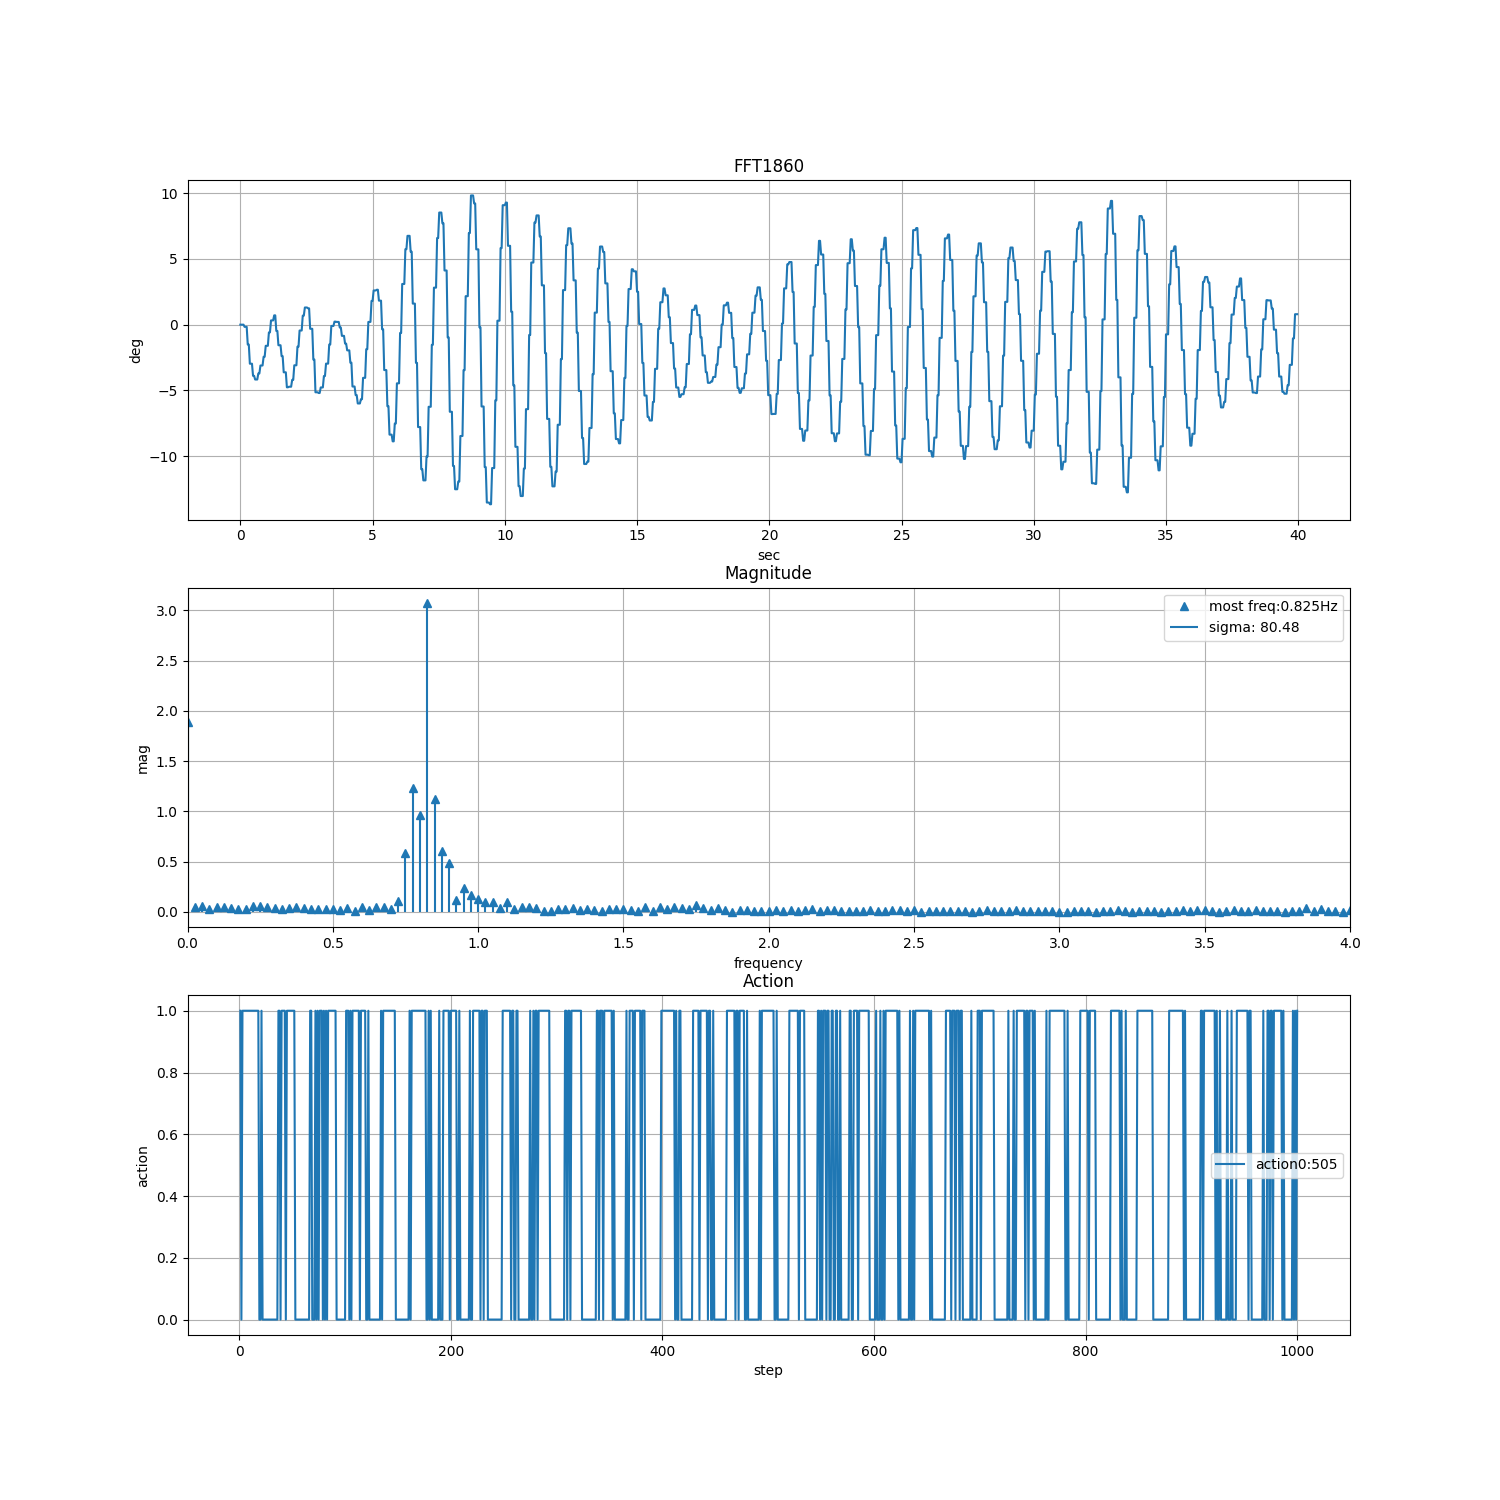 FFT1860
10
5
0
−5
−10
deg
0 5 10 15 20 25 30 35 40
sec
Magnitude
most freq:0.825Hz
sigma: 80.48
3.0
2.5
2.0
1.5
1.0
0.5
0.0
mag
0.0 0.5 1.0 1.5 2.0 2.5 3.0 3.5 4.0
frequency
Action
1.0
0.8
0.6
0.4
0.2
0.0
action
action0:505
0 200 400 600 800 1000
step